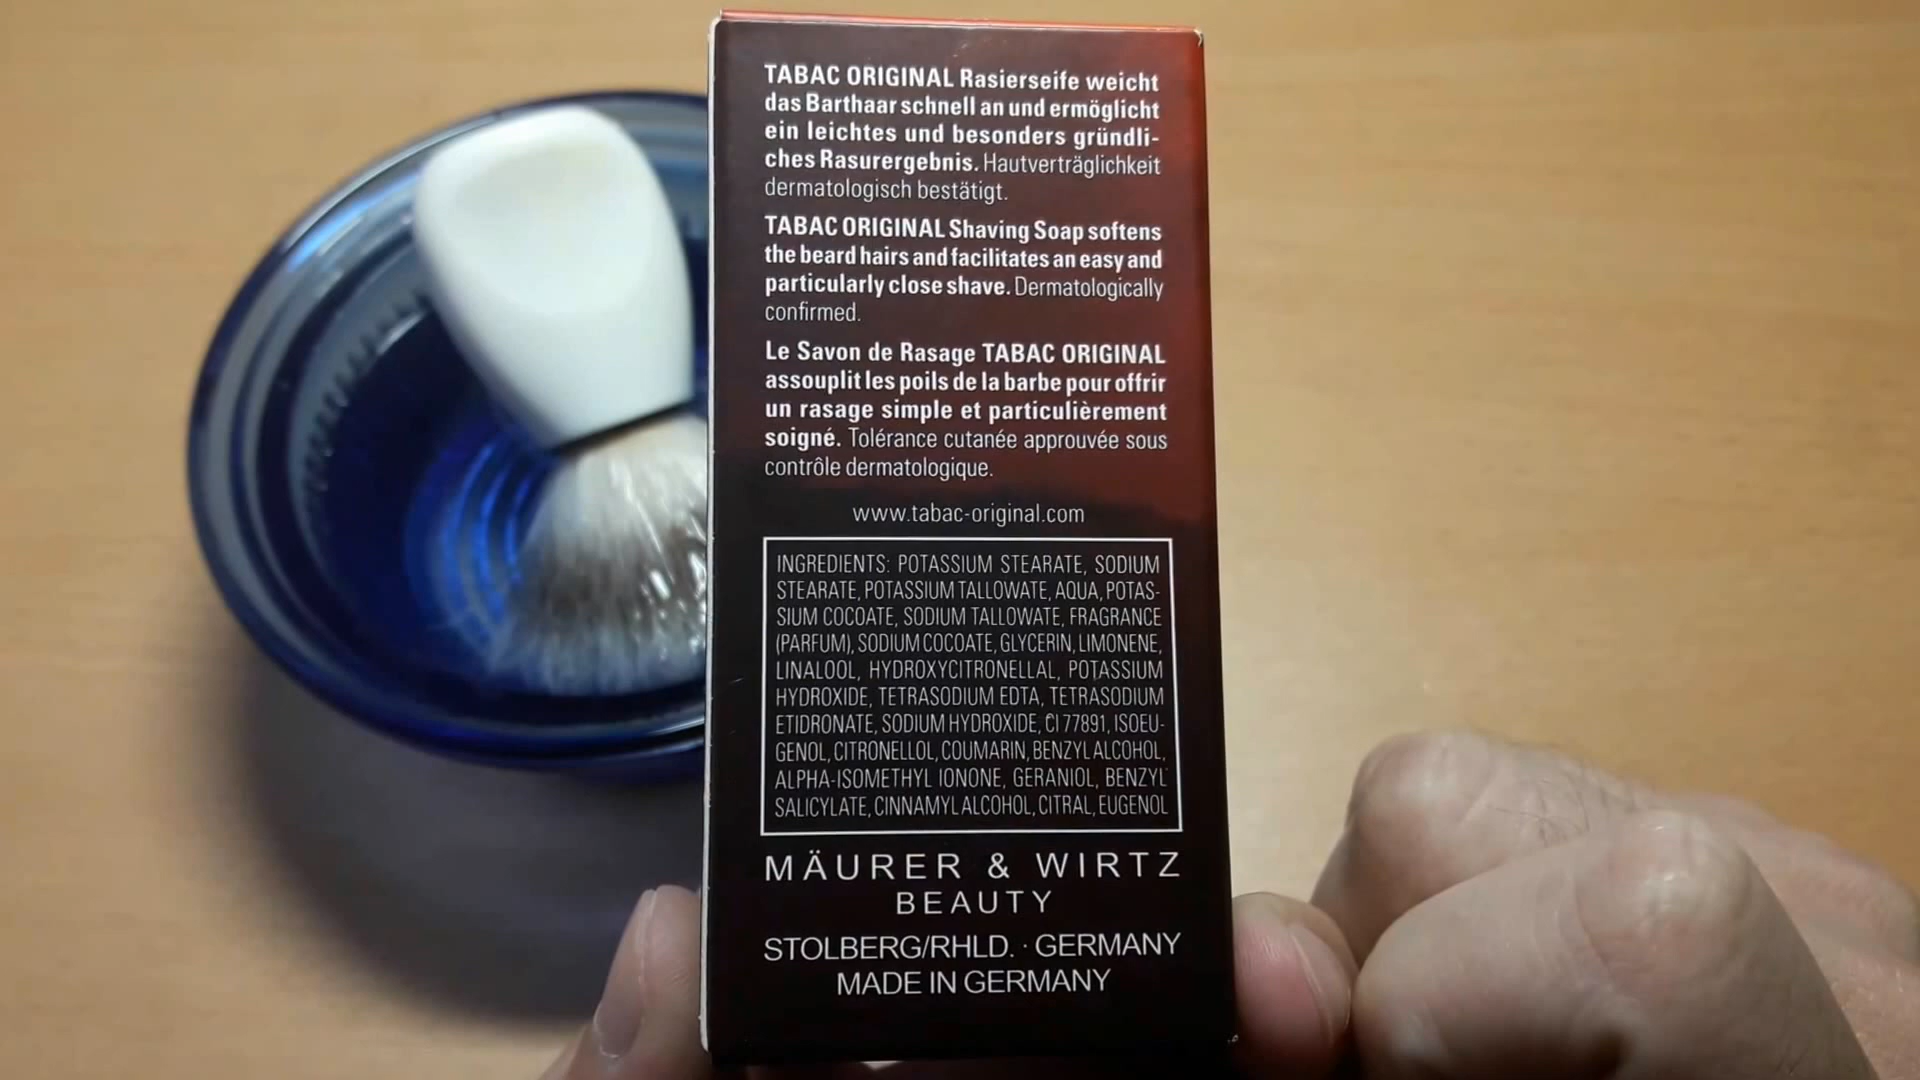 TABAC ORIGINAL Rasierseife weicht
das Barthaar schnell an und ermöglicht
ein leichtes und besonders gründli-
ches Rasurergebnis. Hautverträglichkeit
dermatologisch bestätigt.
TABAC ORIGINAL Shaving Soap softens
the beard hairs and facilitates an easy and
particularly close shave. Dermatologically
confirmed.
Le Savon de Rasage TABAC ORIGINAL
assouplit les poils de la barbe pour offrir
un rasage simple et particulièrement
soigné. Tolérance cutanée approuvée sous
contrôle dermatologique.
www.tabac-original.com
INGREDIENTS: POTASSIUM STEARATE, SODIUM
STEARATE, POTASSIUM TALLOWATE, AQUA, POTAS-
SIUM COCOATE, SODIUM TALLOWATE, FRAGRANCE
(PARFUM), SODIUM COCOATE, GLYCERIN, LIMONENE,
LINALOOL, HYDROXYCITRONELLAL, POTASSIUM
HYDROXIDE, TETRASODIUM EDTA, TETRASODIUM
ETIDRONATE, SODIUM HYDROXIDE, CI 77891, ISOEU-
GENOL, CITRONELLOL, COUMARIN, BENZYL ALCOHOL,
ALPHA-ISOMETHYL IONONE, GERANIOL, BENZYL
SALICYLATE, CINNAMYL ALCOHOL, CITRAL, EUGENOL
MÄURER & WIRTZ
BEAUTY
STOLBERG/RHLD. · GERMANY
MADE IN GERMANY